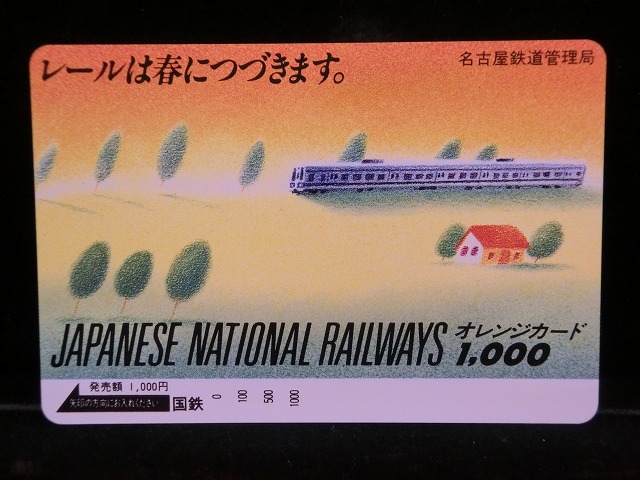 レールは春につづきます。
名古屋鉄道管理局
JAPANESE NATIONAL RAILWAYS
オレンジカード
1,000
発売額 1,000円
矢印の方向にお入れください
国鉄
0 100 500 1000